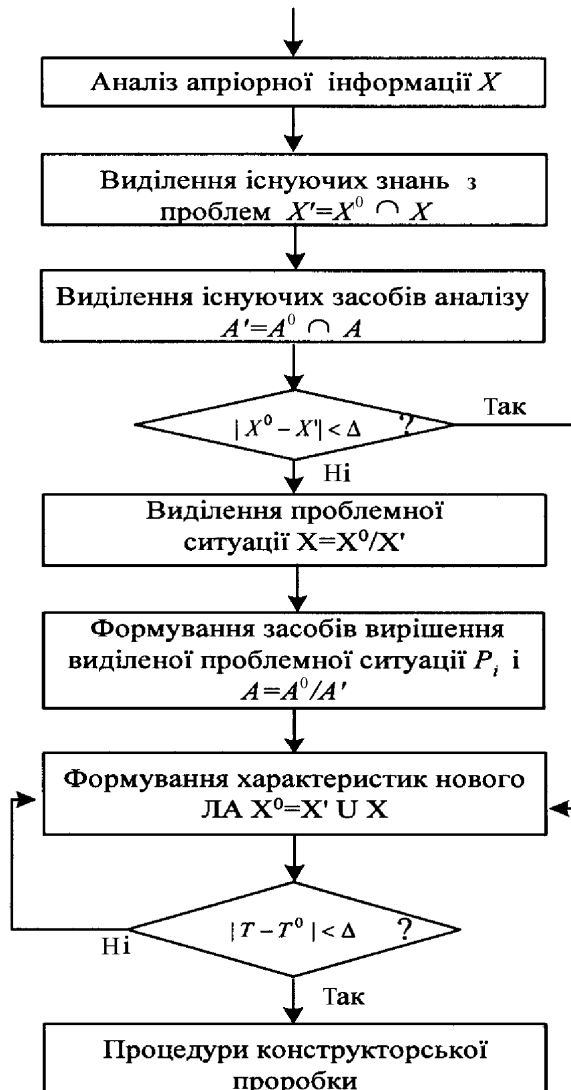 Аналіз апріорної інформації X
Виділення існуючих знань з
проблем X'=X⁰ ∩ X
Виділення існуючих засобів аналізу
A'=A⁰ ∩ A
| X⁰ – X'| < Δ ?
Так
Ні
Виділення проблемної
ситуації X=X⁰/X'
Формування засобів вирішення
виділеної проблемної ситуації Pᵢ і
A=A⁰/A'
Формування характеристик нового
ЛА X⁰=X' U X
| T – T⁰ | < Δ ?
Ні
Так
Процедури конструкторської
проробки